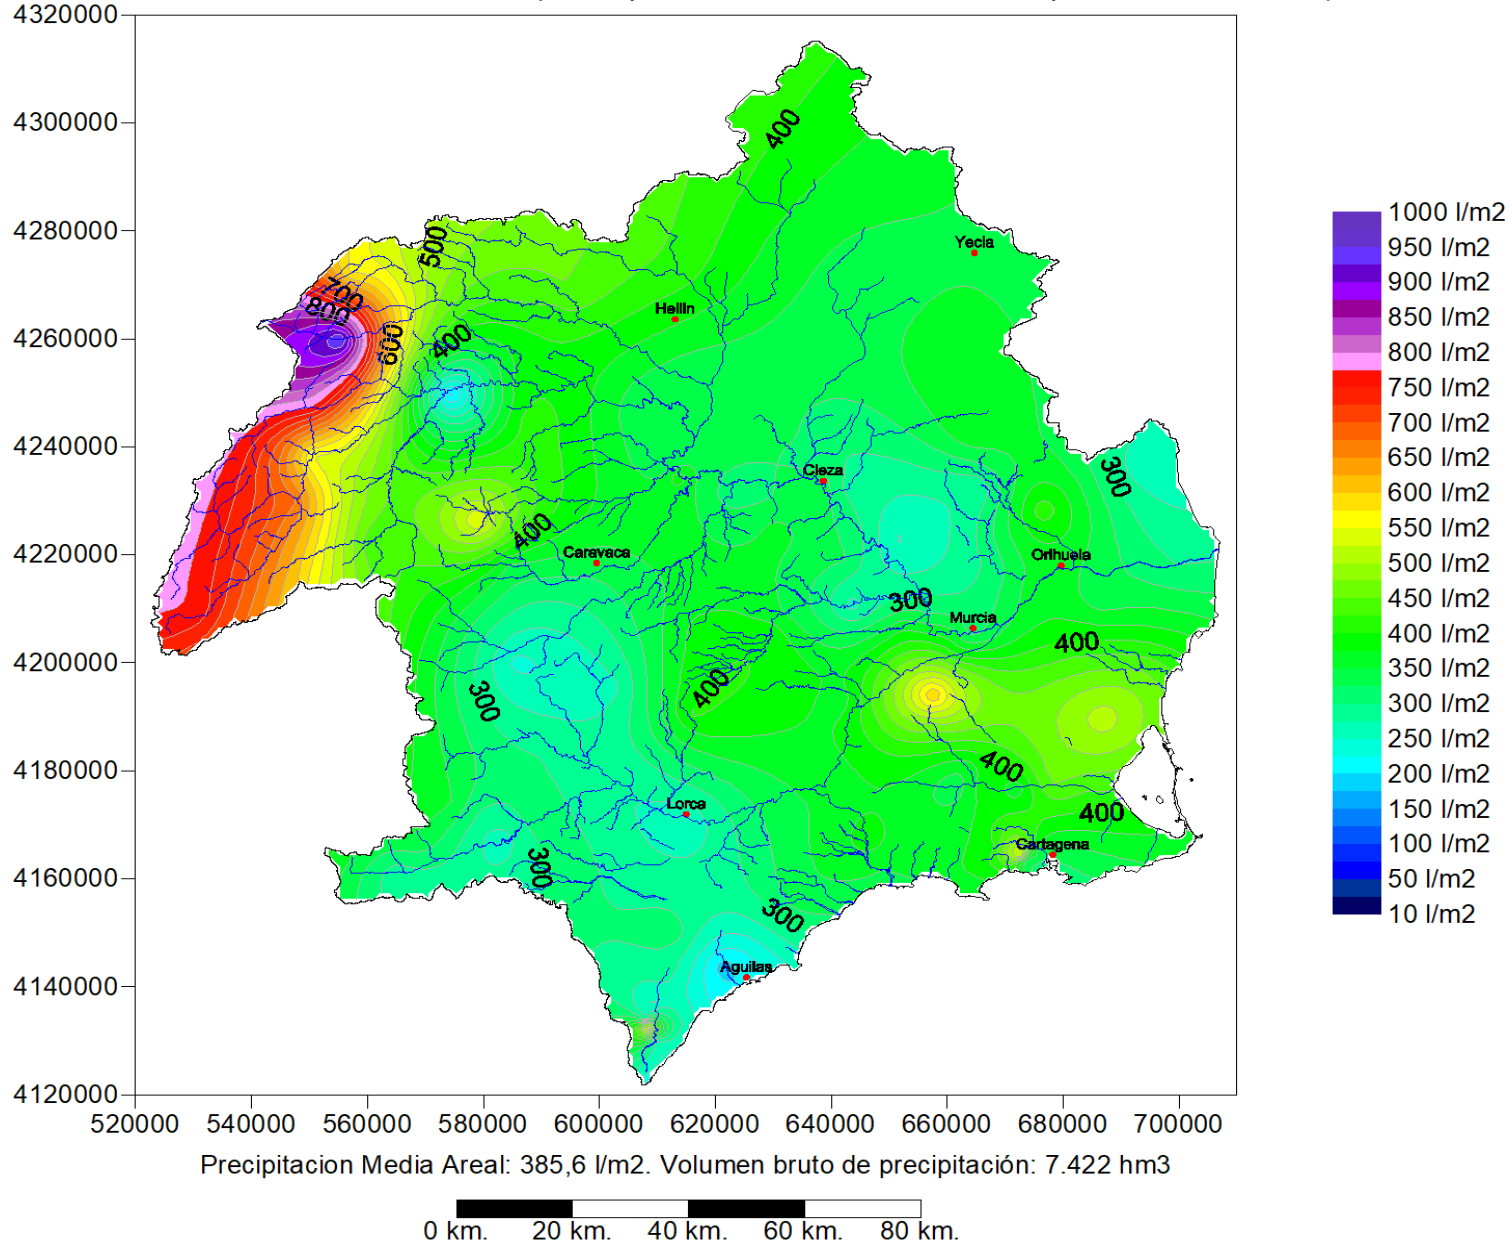 4320000
4300000
4280000
4260000
4240000
4220000
4200000
4180000
4160000
4140000
4120000
520000 540000 560000 580000 600000 620000 640000 660000 680000 700000
400
500
Yecla
700
800
600
400
Hellin
Cieza
300
400
Caravaca
Orihuela
300
Murcia
400
300
400
400
Lorca
400
Cartagena
300
300
Aguilas
1000 l/m2
950 l/m2
900 l/m2
850 l/m2
800 l/m2
750 l/m2
700 l/m2
650 l/m2
600 l/m2
550 l/m2
500 l/m2
450 l/m2
400 l/m2
350 l/m2
300 l/m2
250 l/m2
200 l/m2
150 l/m2
100 l/m2
50 l/m2
10 l/m2
Precipitacion Media Areal: 385,6 l/m2. Volumen bruto de precipitación: 7.422 hm3
0 km. 20 km. 40 km. 60 km. 80 km.